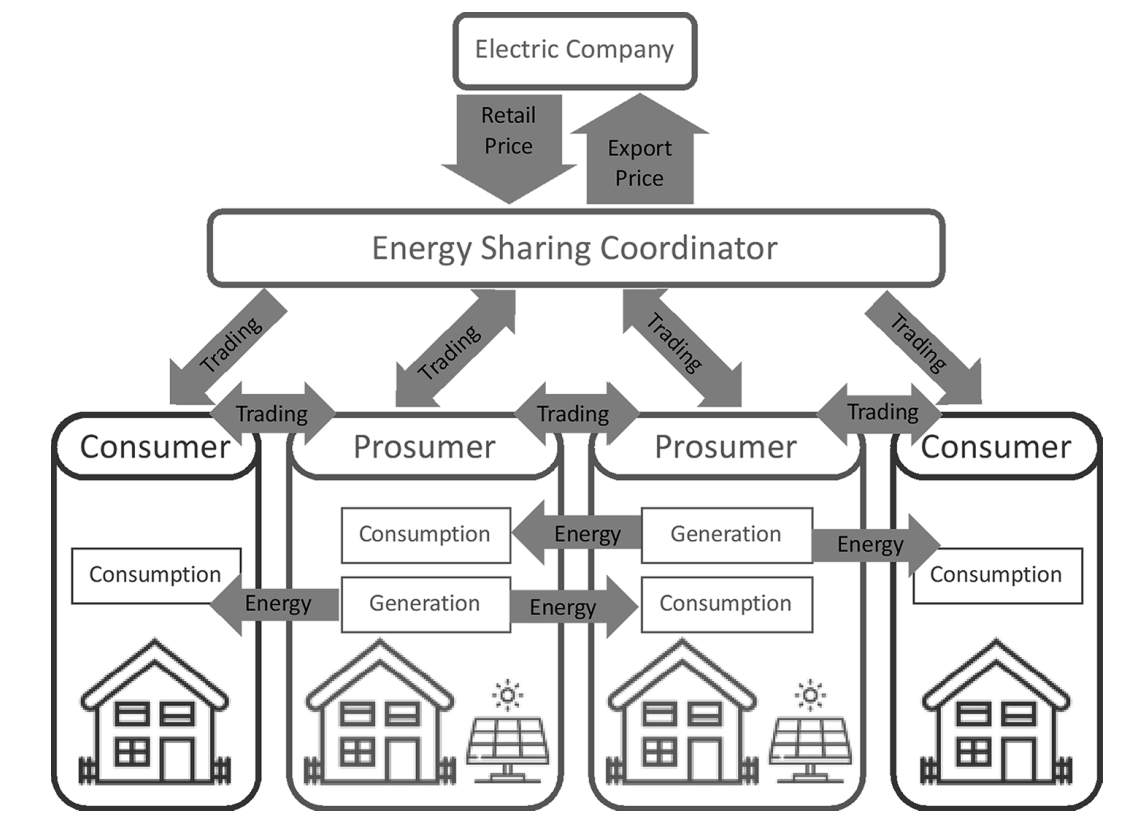 Electric Company
Retail
Price
Export
Price
Energy Sharing Coordinator
Trading
Trading
Trading
Trading
Trading
Trading
Trading
Consumer
Prosumer
Prosumer
Consumer
Consumption
Energy
Generation
Energy
Consumption
Consumption
Energy
Generation
Energy
Consumption